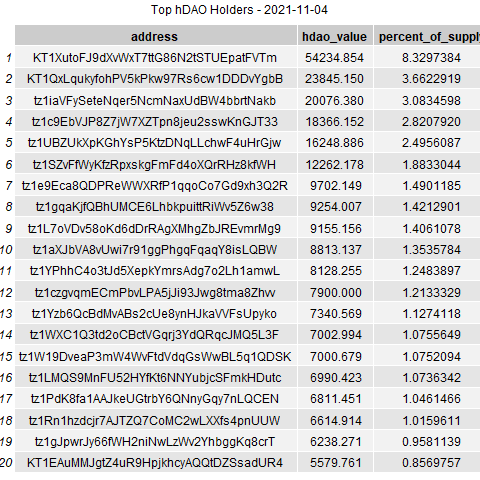 Top hDAO Holders - 2021-11-04
address hdao_value percent_of_supply
1 KT1XutoFJ9dXvWxT7ttG86N2tSTUEpatFVTm 54234.854 8.3297384
2 KT1QxLqukyfohPV5kPkw97Rs6cw1DDDvYgbB 23845.150 3.6622919
3 tz1iaVFySeteNqer5NcmNaxUdBW4bbrtNakb 20076.380 3.0834598
4 tz1c9EbVJP8Z7jW7XZTpn8jeu2sswKnGJT33 18366.152 2.8207920
5 tz1UBZUkXpKGhYsP5KtzDNqLLchwF4uHrGjw 16248.886 2.4956087
6 tz1SZvFfWyKfzRpxskgFmFd4oXQrRHz8kfWH 12262.178 1.8833044
7 tz1e9Eca8QDPReWWXRfP1qqoCo7Gd9xh3Q2R 9702.149 1.4901185
8 tz1gqaKjfQBhUMCE6LhbkpuittRiWv5Z6w38 9254.007 1.4212901
9 tz1L7oVDv58oKd6dDrRAgXMhgZbJREvmrMg9 9155.156 1.4061078
10 tz1aXJbVA8vUwi7r91ggPhgqFqaqY8isLQBW 8813.137 1.3535784
11 tz1YPhhC4o3tJd5XepkYmrsAdg7o2Lh1amwL 8128.255 1.2483897
12 tz1czgvqmECmPbvLPA5jJi93Jwg8tma8Zhvv 7900.000 1.2133329
13 tz1Yzb6QcBdMvABs2cUe8ynHJkaVVFsUpyko 7340.569 1.1274118
14 tz1WXC1Q3td2oCBctVGqrj3YdQRqcJMQ5L3F 7002.994 1.0755649
15 tz1W19DveaP3mW4WvFtdVdqGsWwBL5q1QDSK 7000.679 1.0752094
16 tz1LMQS9MnFU52HYfKt6NNYubjcSFmkHDutc 6990.423 1.0736342
17 tz1PdK8fa1AAJkeUGtrbY6QNnyGqy7nLQCEN 6811.451 1.0461466
18 tz1Rn1hzdcjr7AJTZQ7CoMC2wLXXfs4pnUUW 6614.914 1.0159611
19 tz1gJpwrJy66fWH2niNwLzWv2YhbggKq8crT 6238.271 0.9581139
20 KT1EAuMMJgtZ4uR9HpjkhcyAQQtDZSsadUR4 5579.761 0.8569757